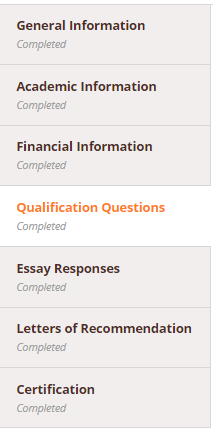 General Information
Completed
Academic Information
Completed
Financial Information
Completed
Qualification Questions
Completed
Essay Responses
Completed
Letters of Recommendation
Completed
Certification
Completed